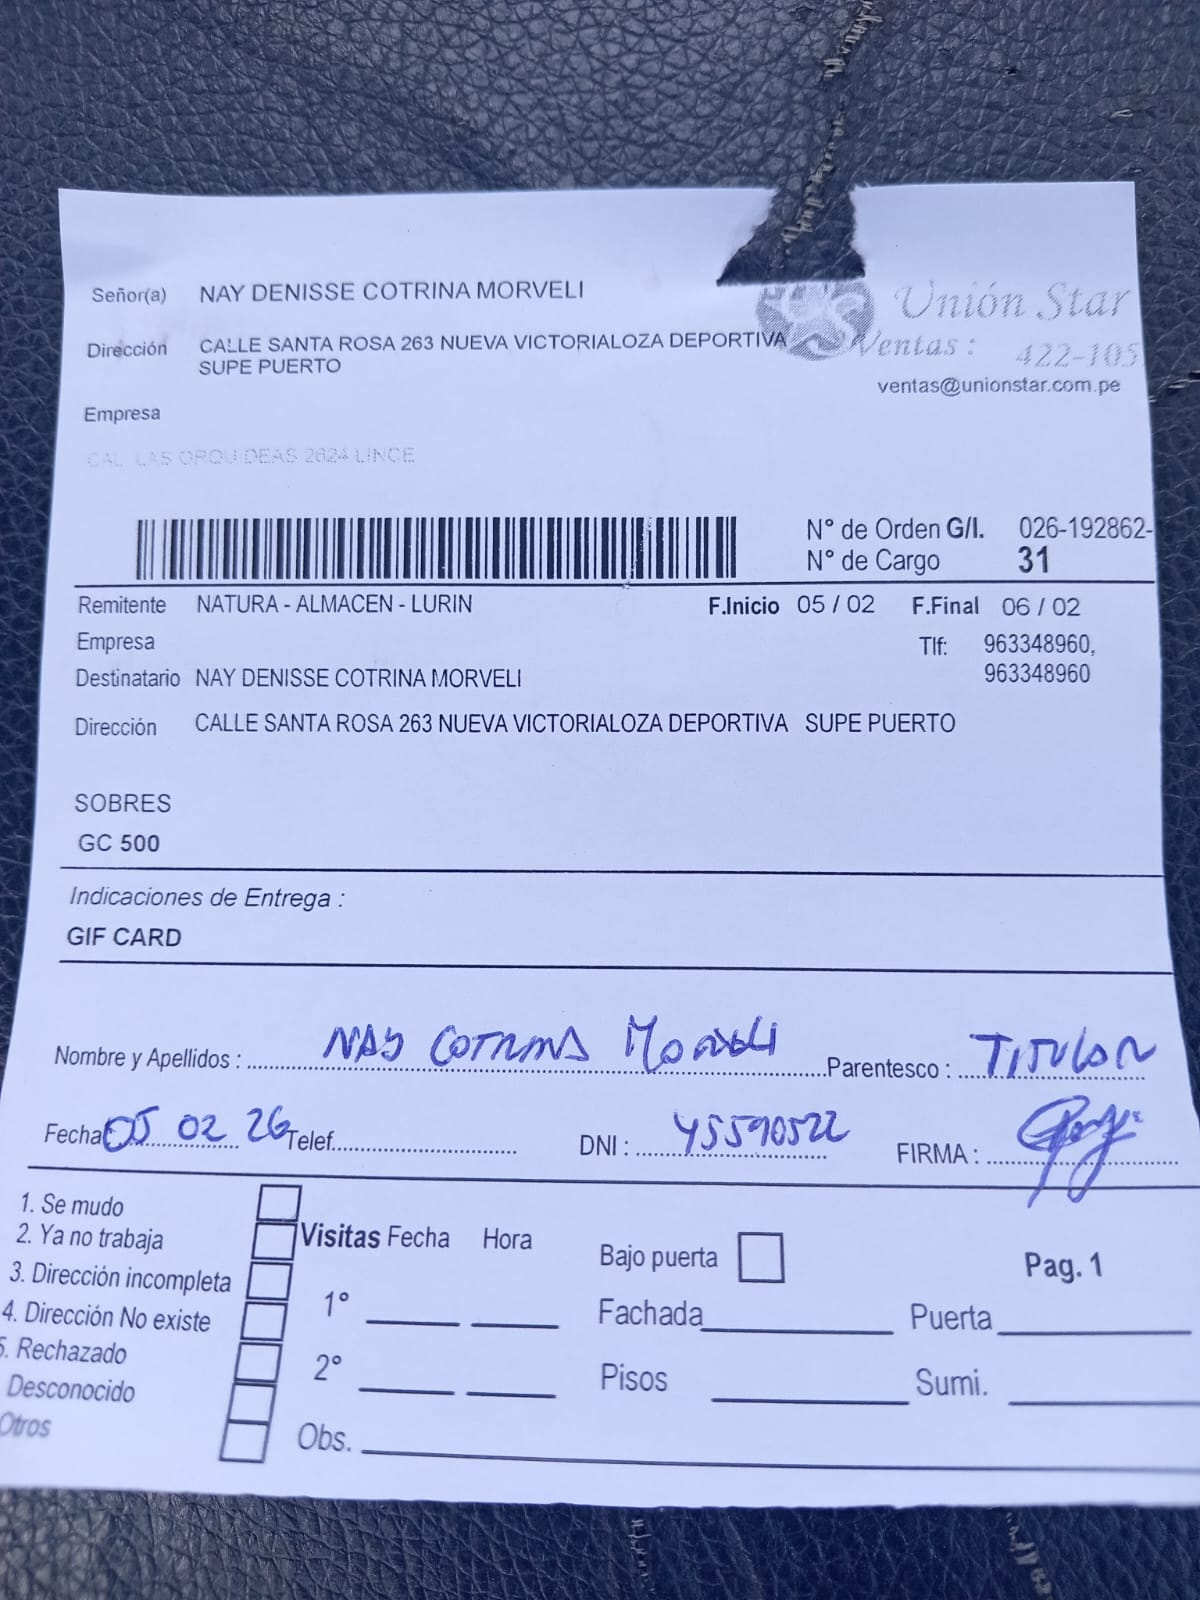 Señor(a) NAY DENISSE COTRINA MORVELI
Unión Star
Dirección CALLE SANTA ROSA 263 NUEVA VICTORIALOZA DEPORTIVA
SUPE PUERTO
Ventas: 422-105
ventas@unionstar.com.pe
Empresa
CAL. LAS ORQUIDEAS 2624 LINCE
N° de Orden G/I. 026-192862-
N° de Cargo 31
Remitente NATURA - ALMACEN - LURIN F.Inicio 05 / 02 F.Final 06 / 02
Empresa Tlf: 963348960,
963348960
Destinatario NAY DENISSE COTRINA MORVELI
Dirección CALLE SANTA ROSA 263 NUEVA VICTORIALOZA DEPORTIVA SUPE PUERTO
SOBRES
GC 500
Indicaciones de Entrega :
GIF CARD
Nombre y Apellidos : NAY COTRINA MORVELI Parentesco : TITULAR
Fecha 05 02 26 Telef. DNI : 45590522 FIRMA :
1. Se mudo
2. Ya no trabaja
3. Dirección incompleta
4. Dirección No existe
5. Rechazado
Desconocido
Otros
Visitas Fecha Hora
1°
2°
Obs.
Bajo puerta Pag. 1
Fachada Puerta
Pisos Sumi.